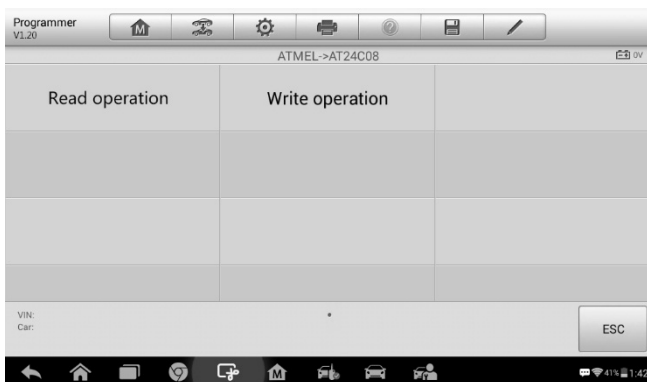 Programmer
V1.20
M
?
ATMEL->AT24C08
0V
Read operation
Write operation
VIN:
Car:
ESC
M
41% 1:42